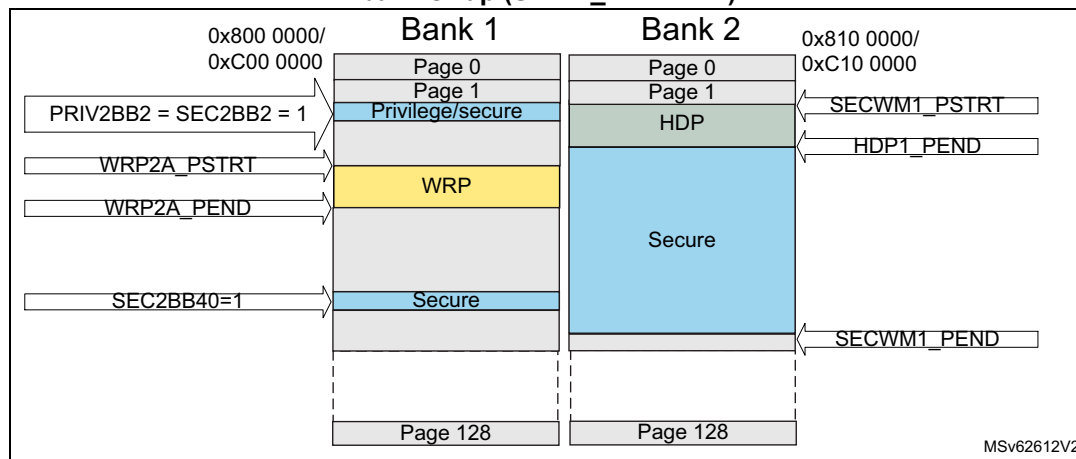 Bank 1
Bank 2
0x800 0000/
0xC00 0000
0x810 0000/
0xC10 0000
Page 0
Page 0
Page 1
Page 1
PRIV2BB2 = SEC2BB2 = 1
Privilege/secure
HDP
SECWM1_PSTRT
HDP1_PEND
WRP2A_PSTRT
WRP
WRP2A_PEND
Secure
SEC2BB40=1
Secure
SECWM1_PEND
Page 128
Page 128
MSv62612V2